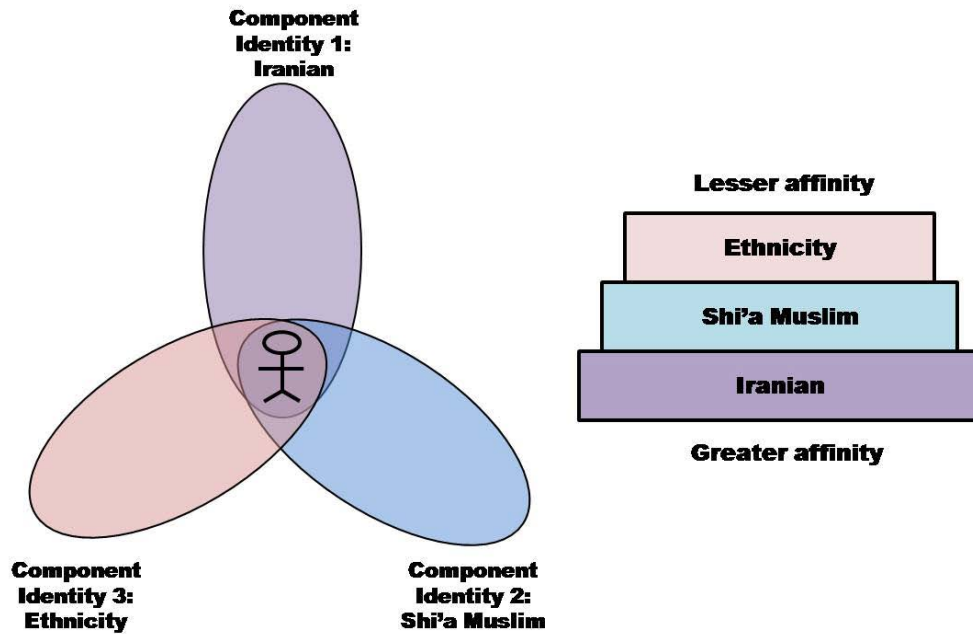 Component
Identity 1:
Iranian
Lesser affinity
Ethnicity
Shi'a Muslim
Iranian
Greater affinity
Component
Identity 3:
Ethnicity
Component
Identity 2:
Shi'a Muslim